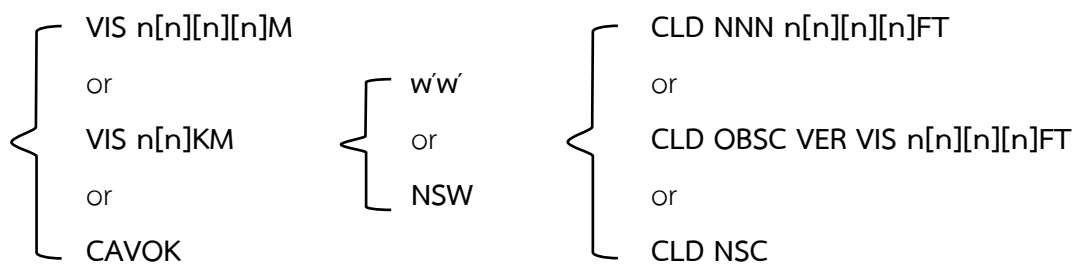 VIS n[n][n][n]M
or
VIS n[n]KM
or
CAVOK
w′w′
or
NSW
CLD NNN n[n][n][n]FT
or
CLD OBSC VER VIS n[n][n][n]FT
or
CLD NSC